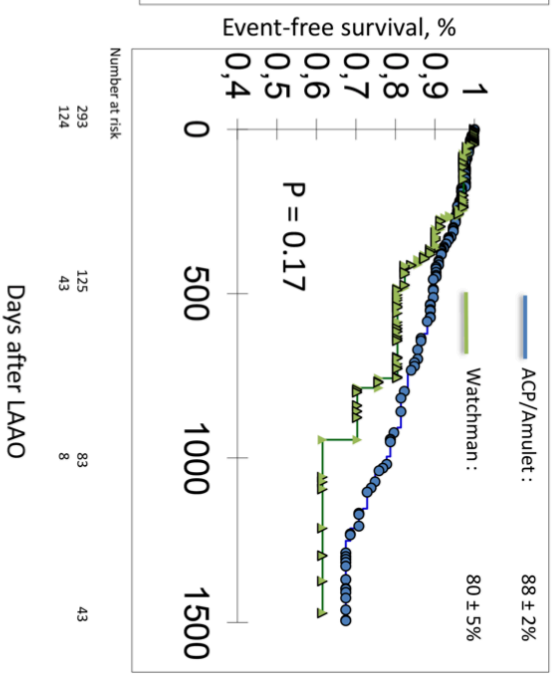 ACP/Amulet : 88 ± 2%
Watchman : 80 ± 5%
Event-free survival, %
1
0,9
0,8
0,7
0,6
0,5
0,4
P = 0.17
0 500 1000 1500
Number at risk
293 125 83 43
124 43 8
Days after LAAO